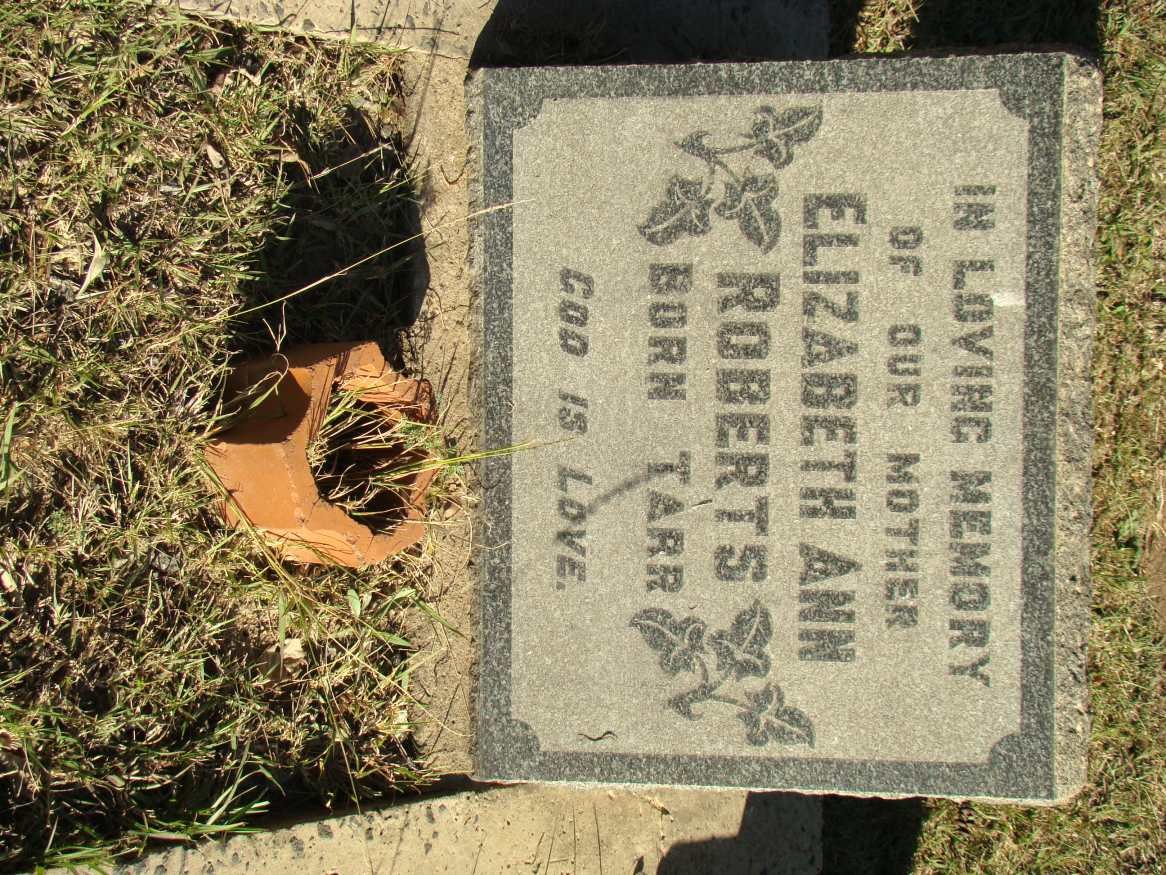 IN LOVING MEMORY
OF OUR MOTHER
ELIZABETH ANN
ROBERTS
BORN TARR
GOD IS LOVE.